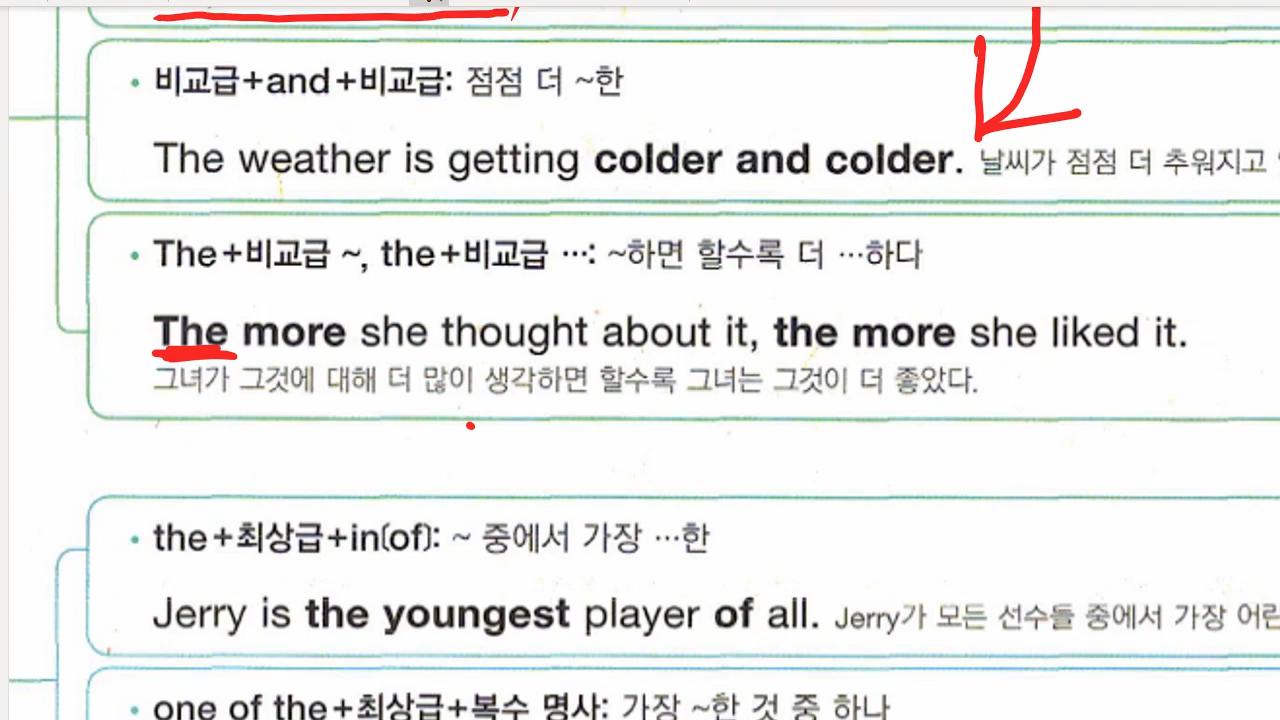 • 비교급+and+비교급: 점점 더 ~한
The weather is getting colder and colder. 날씨가 점점 더 추워지고
• The+비교급 ~, the+비교급 …: ~하면 할수록 더 …하다
The more she thought about it, the more she liked it.
그녀가 그것에 대해 더 많이 생각하면 할수록 그녀는 그것이 더 좋았다.
• the+최상급+in(of): ~ 중에서 가장 …한
Jerry is the youngest player of all. Jerry가 모든 선수들 중에서 가장 어린
• one of the+최상급+복수 명사: 가장 ~한 것 중 하나